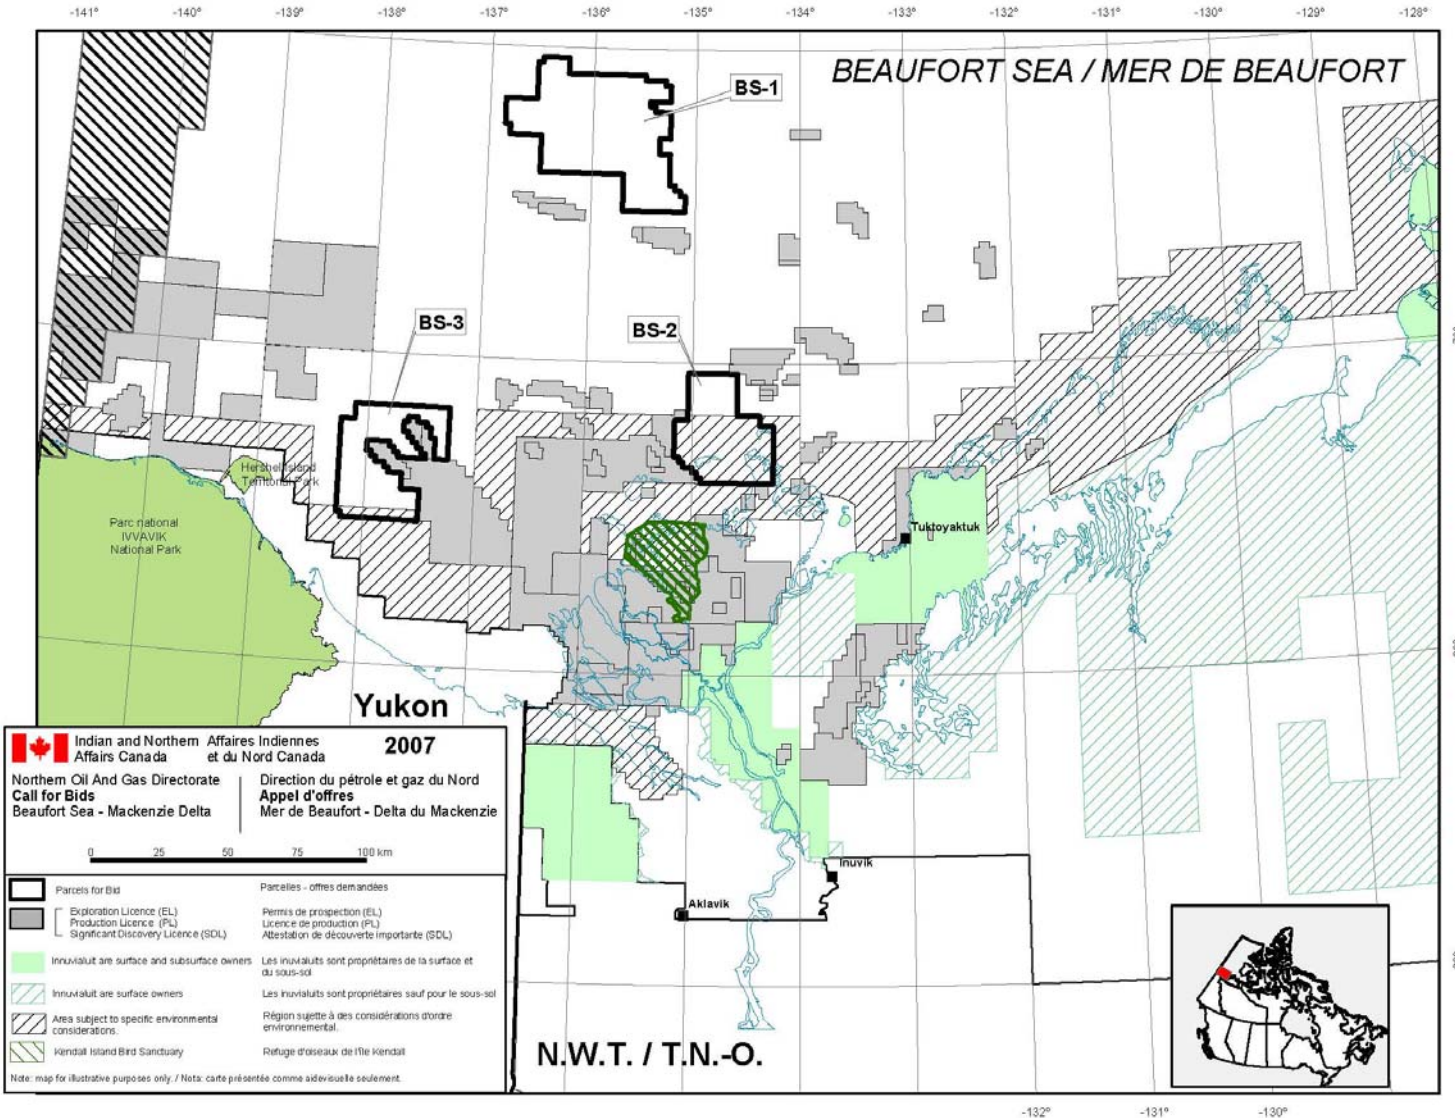 -141° -140° -139° -138° -137° -136° -135° -134° -133° -132° -131° -130° -129° -128°
BEAUFORT SEA / MER DE BEAUFORT
BS-1
BS-3
BS-2
Hershel Island
Territorial Park
Parc national
IVVAVIK
National Park
Tuktoyaktuk
Yukon
Inuvik
Aklavik
N.W.T. / T.N.-O.
Indian and Northern Affaires Indiennes
Affairs Canada et du Nord Canada
2007
Northern Oil And Gas Directorate
Call for Bids
Beaufort Sea - Mackenzie Delta
Direction du pétrole et gaz du Nord
Appel d'offres
Mer de Beaufort - Delta du Mackenzie
0 25 50 75 100 km
Parcels for Bid
Parcelles - offres demandées
Exploration Licence (EL)
Production Licence (PL)
Significant Discovery Licence (SDL)
Permis de prospection (EL)
Licence de production (PL)
Attestation de découverte importante (SDL)
Innuvialuit are surface and subsurface owners
Les inuvialuits sont propriétaires de la surface et
du sous-sol
Innuvialuit are surface owners
Les inuvialuits sont propriétaires sauf pour le sous-sol
Area subject to specific environmental
considerations.
Région sujette à des considérations d'ordre
environnemental.
Kendall Island Bird Sanctuary
Refuge d'oiseaux de l'île Kendall
Note: map for illustrative purposes only. / Nota: carte présentée comme aidevisuelle seulement.
-132° -131° -130°